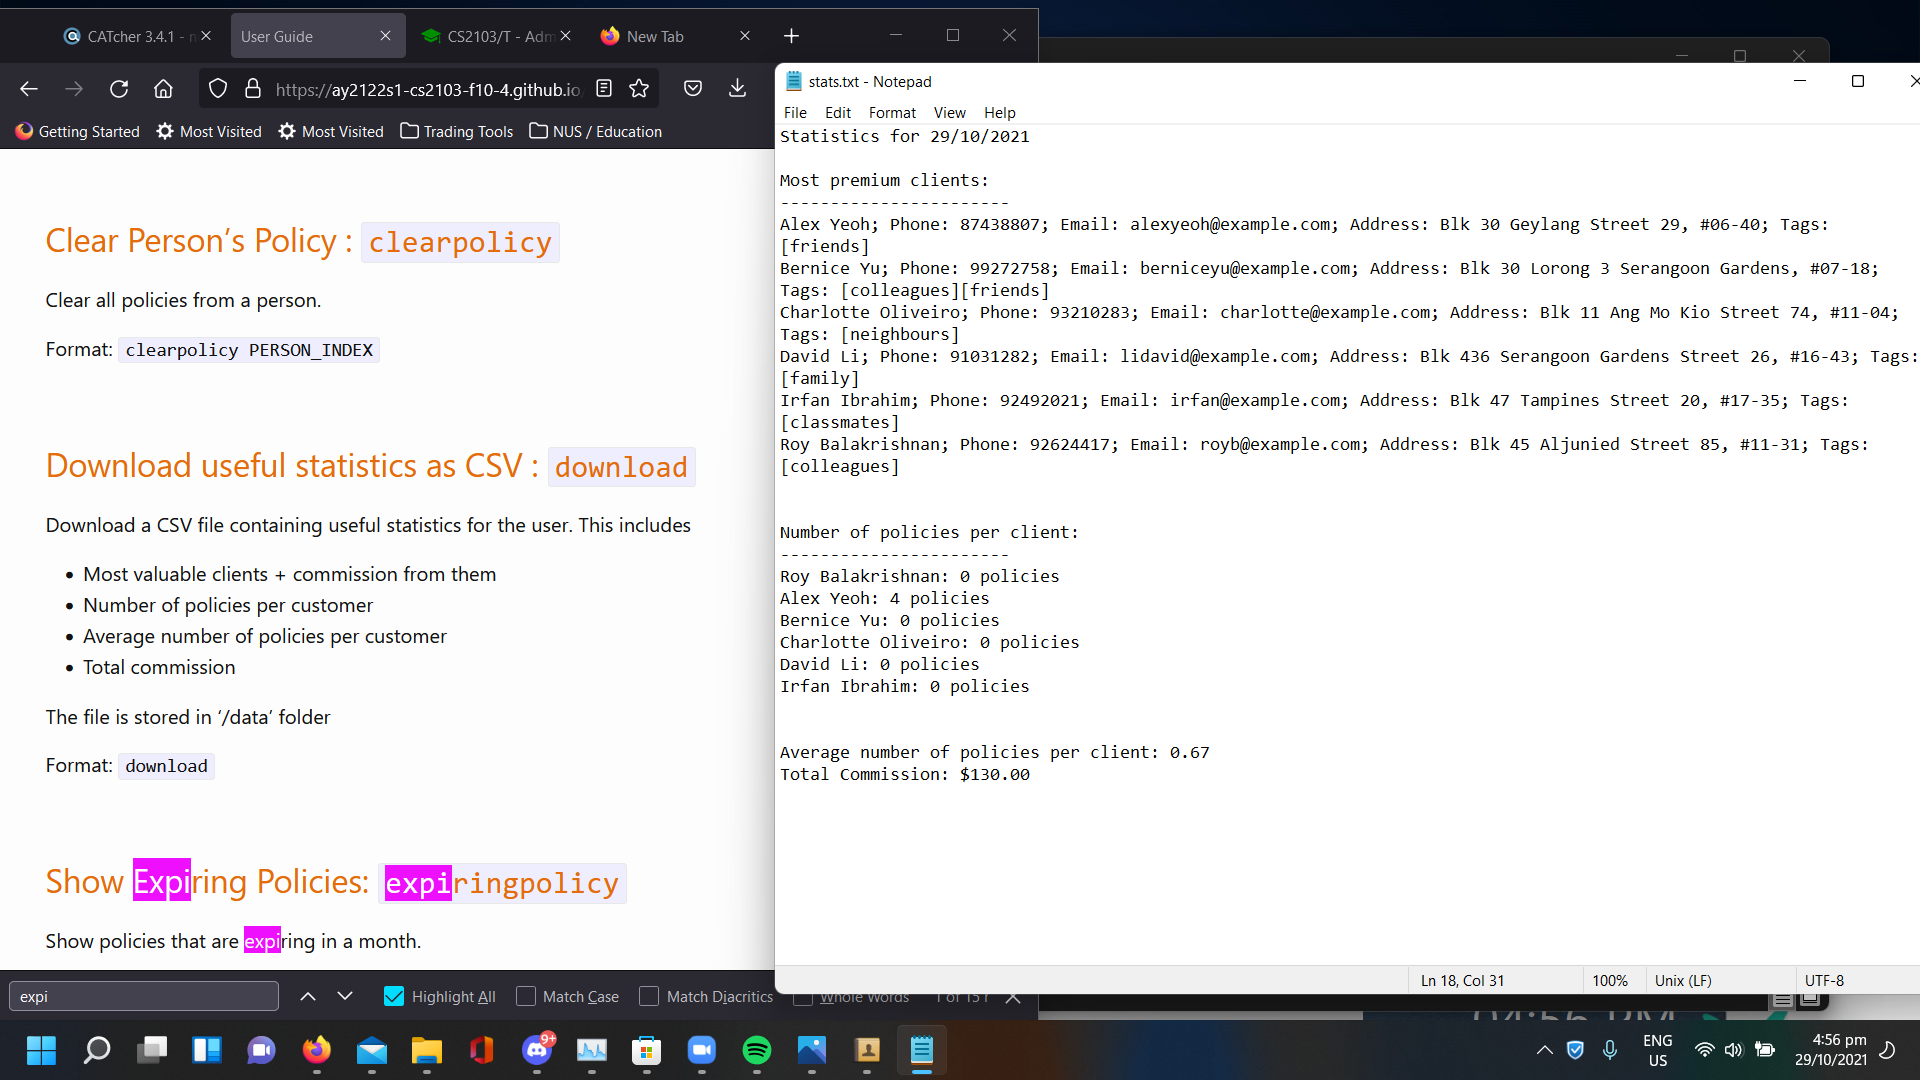 CATcher 3.4.1 - n
User Guide
CS2103/T - Adm
New Tab
https://ay2122s1-cs2103-f10-4.github.io
Getting Started
Most Visited
Most Visited
Trading Tools
NUS / Education
Clear Person’s Policy : clearpolicy
Clear all policies from a person.
Format: clearpolicy PERSON_INDEX
Download useful statistics as CSV : download
Download a CSV file containing useful statistics for the user. This includes
• Most valuable clients + commission from them
• Number of policies per customer
• Average number of policies per customer
• Total commission
The file is stored in ‘/data’ folder
Format: download
Show Expiring Policies: expiringpolicy
Show policies that are expiring in a month.
expi
Highlight All
Match Case
Match Diacritics
Whole Words
stats.txt - Notepad
File Edit Format View Help
Statistics for 29/10/2021
Most premium clients:
-----------------------
Alex Yeoh; Phone: 87438807; Email: alexyeoh@example.com; Address: Blk 30 Geylang Street 29, #06-40; Tags:
[friends]
Bernice Yu; Phone: 99272758; Email: berniceyu@example.com; Address: Blk 30 Lorong 3 Serangoon Gardens, #07-18;
Tags: [colleagues][friends]
Charlotte Oliveiro; Phone: 93210283; Email: charlotte@example.com; Address: Blk 11 Ang Mo Kio Street 74, #11-04;
Tags: [neighbours]
David Li; Phone: 91031282; Email: lidavid@example.com; Address: Blk 436 Serangoon Gardens Street 26, #16-43; Tags:
[family]
Irfan Ibrahim; Phone: 92492021; Email: irfan@example.com; Address: Blk 47 Tampines Street 20, #17-35; Tags:
[classmates]
Roy Balakrishnan; Phone: 92624417; Email: royb@example.com; Address: Blk 45 Aljunied Street 85, #11-31; Tags:
[colleagues]
Number of policies per client:
-----------------------
Roy Balakrishnan: 0 policies
Alex Yeoh: 4 policies
Bernice Yu: 0 policies
Charlotte Oliveiro: 0 policies
David Li: 0 policies
Irfan Ibrahim: 0 policies
Average number of policies per client: 0.67
Total Commission: $130.00
Ln 18, Col 31
100%
Unix (LF)
UTF-8
9+
ENG
US
4:56 pm
29/10/2021